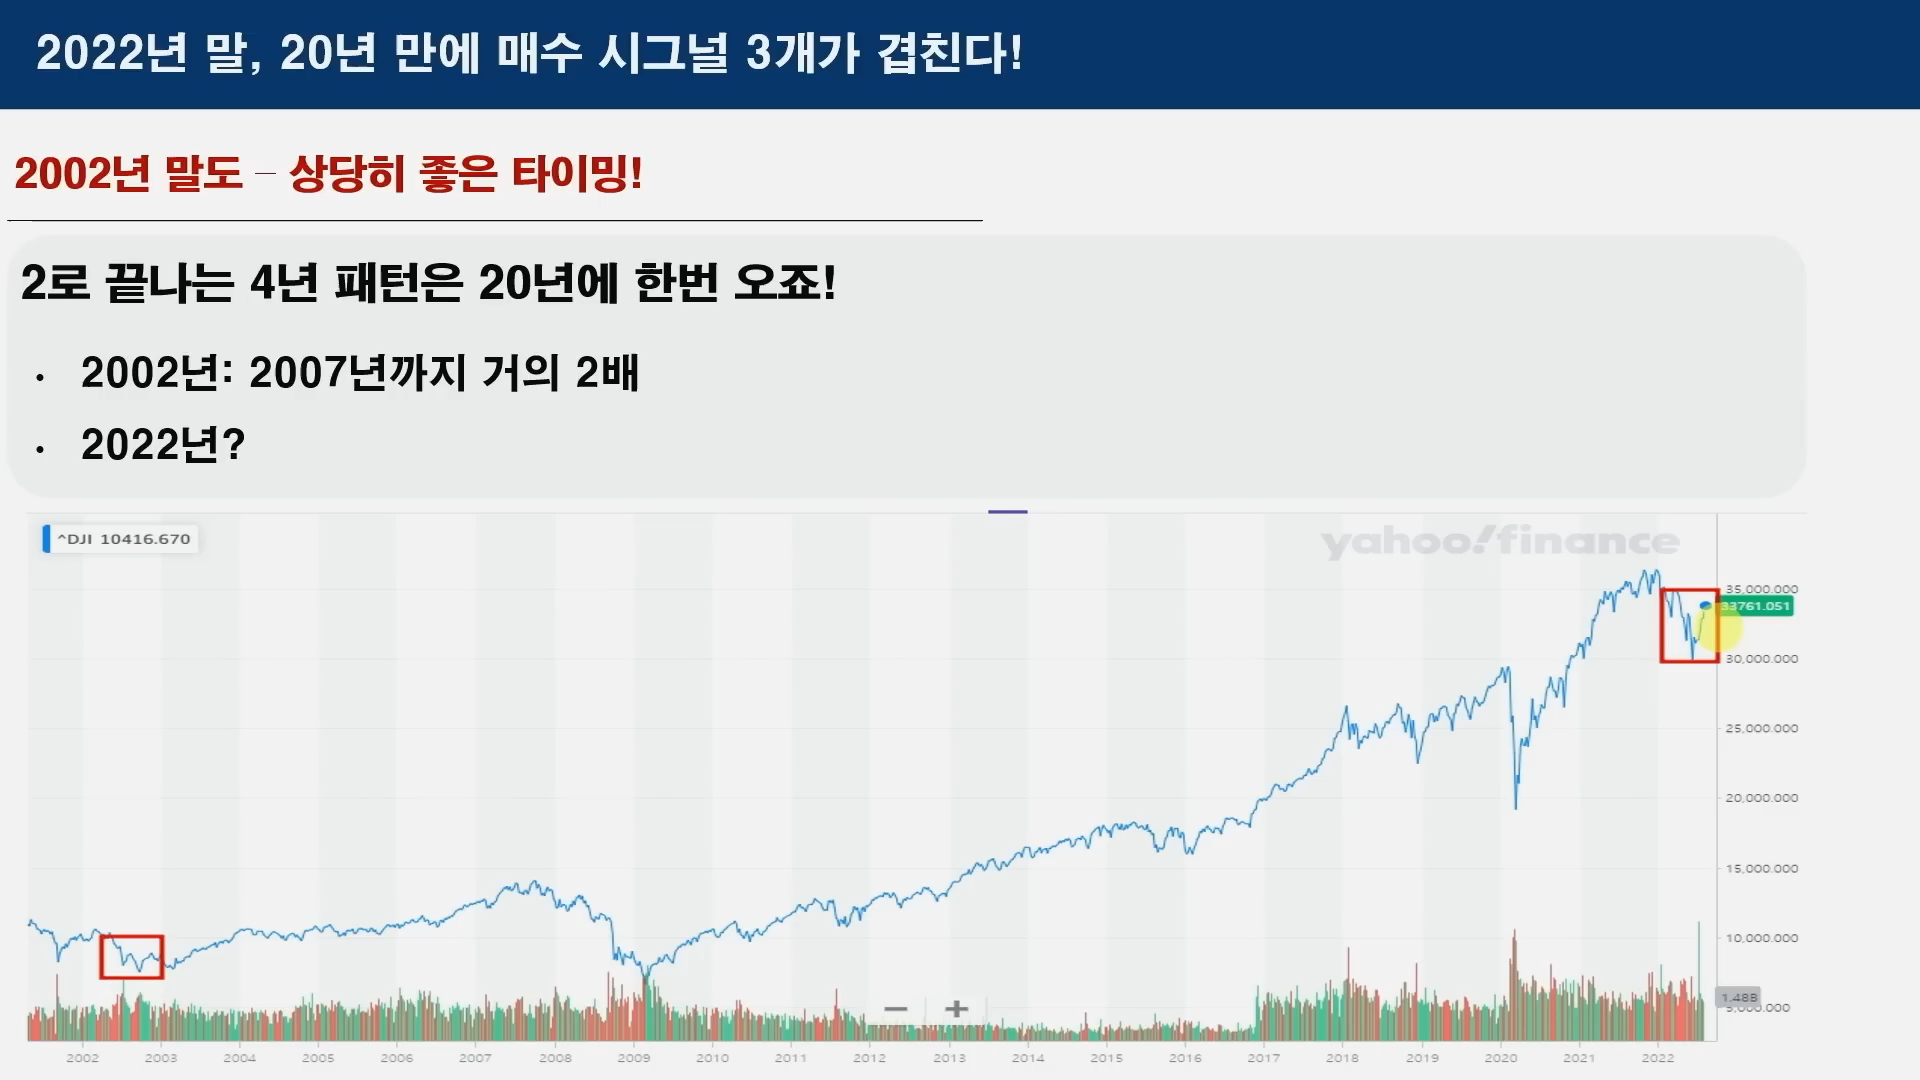 2022년 말, 20년 만에 매수 시그널 3개가 겹친다!
2002년 말도 – 상당히 좋은 타이밍!
2로 끝나는 4년 패턴은 20년에 한번 오죠!
• 2002년: 2007년까지 거의 2배
• 2022년?
^DJI 10416.670
yahoo!finance
35,000.000
33761.051
30,000.000
25,000.000
20,000.000
15,000.000
10,000.000
1.48B
5,000.000
2002 2003 2004 2005 2006 2007 2008 2009 2010 2011 2012 2013 2014 2015 2016 2017 2018 2019 2020 2021 2022